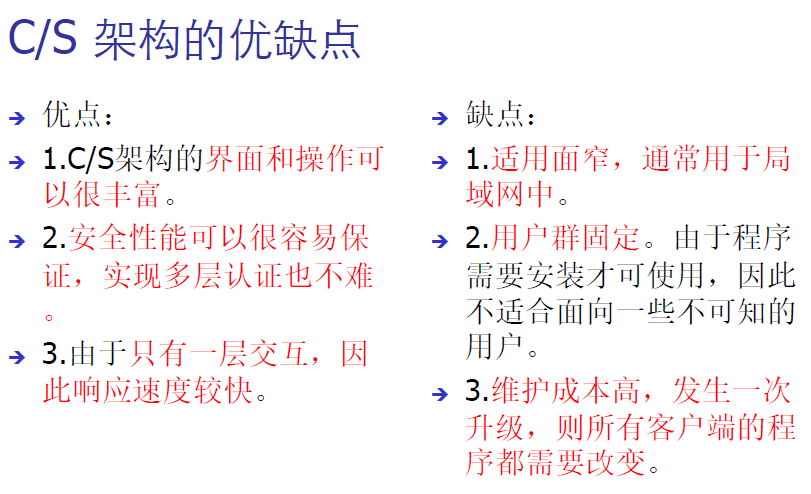 C/S 架构的优缺点
优点：
1.C/S架构的界面和操作可
以很丰富。
2.安全性能可以很容易保
证，实现多层认证也不难
。
3.由于只有一层交互，因
此响应速度较快。
缺点：
1.适用面窄，通常用于局
域网中。
2.用户群固定。由于程序
需要安装才可使用，因此
不适合面向一些不可知的
用户。
3.维护成本高，发生一次
升级，则所有客户端的程
序都需要改变。